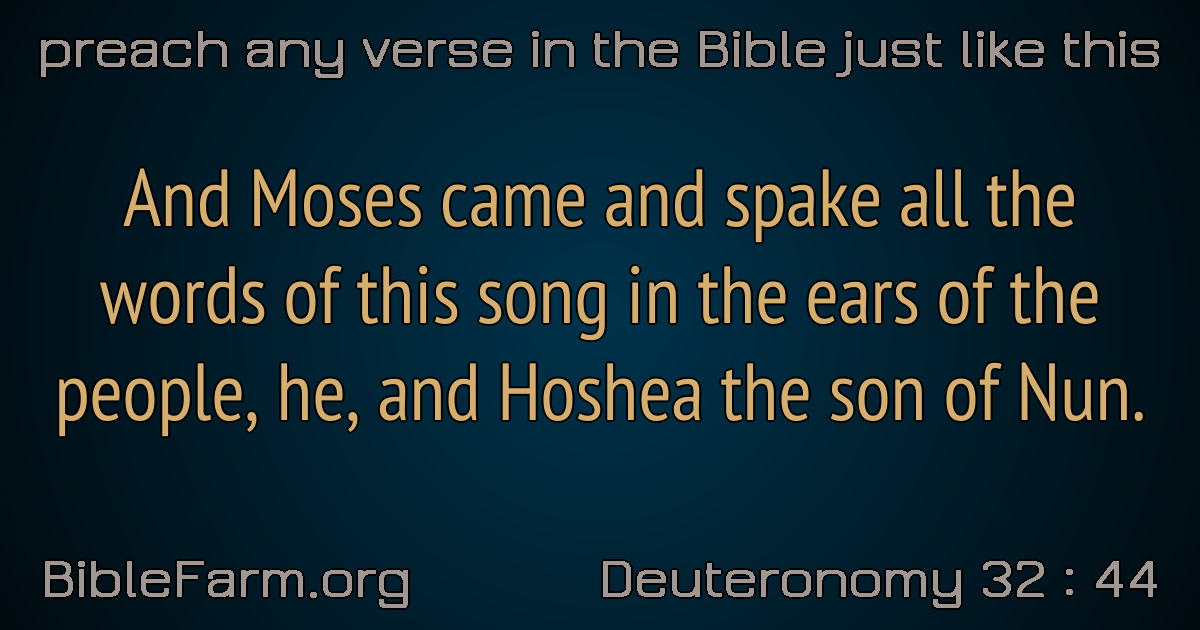 preach any verse in the Bible just like this
And Moses came and spake all the
words of this song in the ears of the
people, he, and Hoshea the son of Nun.
BibleFarm.org
Deuteronomy 32 : 44